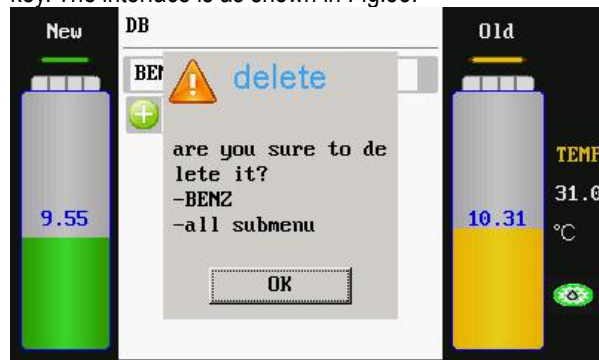 key. The interface is as shown in Fig.38.
New
DB
Old
BEN
delete
are you sure to de
lete it?
-BENZ
-all submenu
OK
9.55
10.31
TEMP
31.0
°C